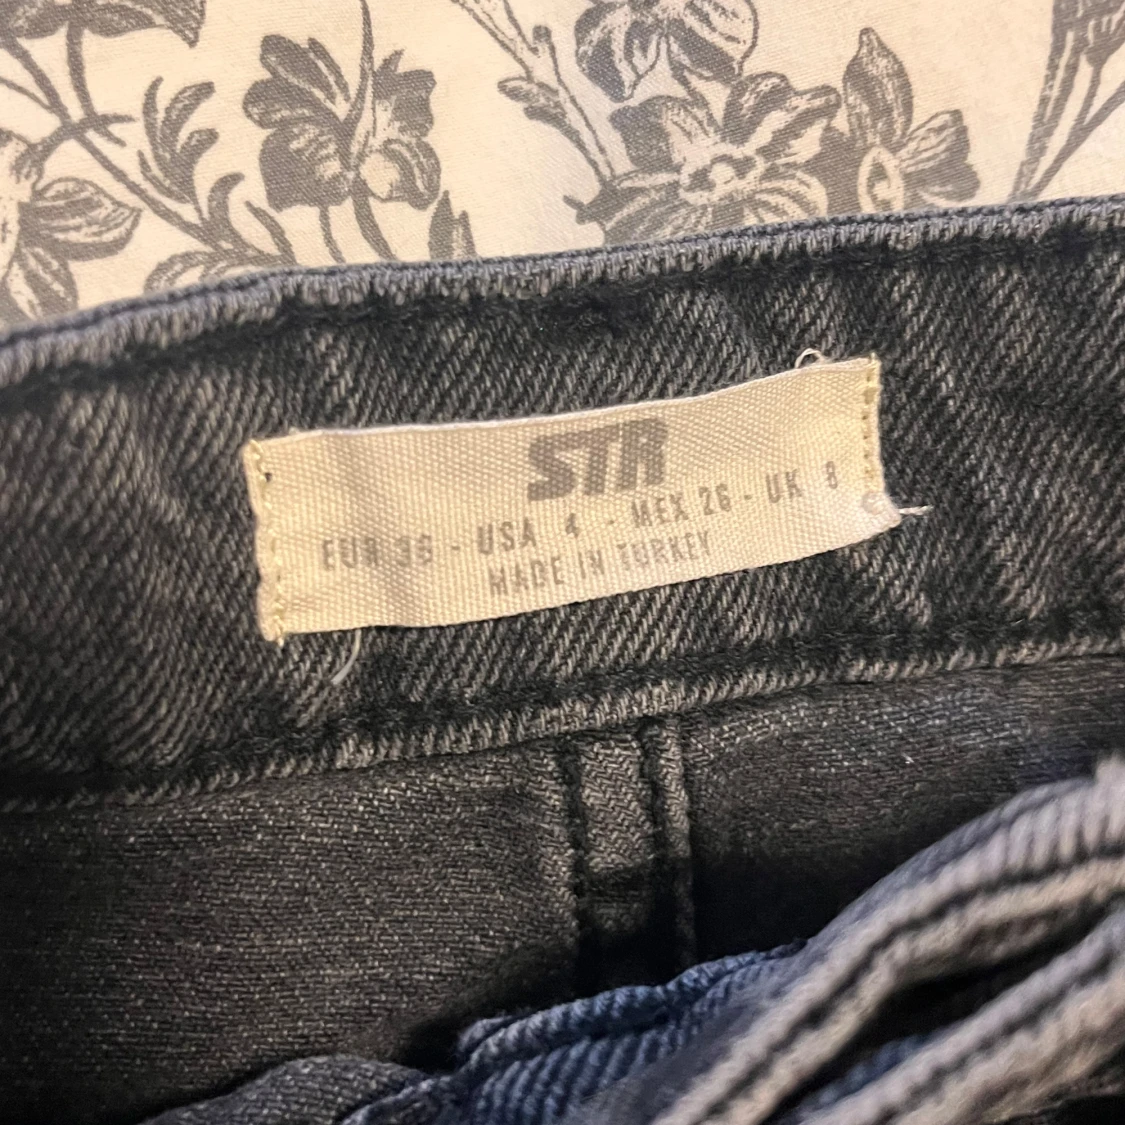 STR
EUR 36 - USA 4 - MEX 26 - UK 8
MADE IN TURKEY